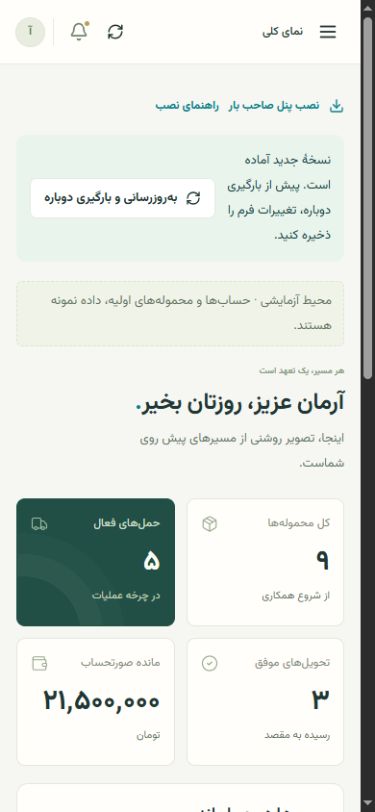 نمای کلی
آ
نصب پنل صاحب بار
راهنمای نصب
نسخهٔ جدید آماده
است. پیش از بارگیری
دوباره، تغییرات فرم را
ذخیره کنید.
به‌روزرسانی و بارگیری دوباره
محیط آزمایشی · حساب‌ها و محموله‌های اولیه، داده نمونه
هستند.
هر مسیر، یک تعهد است
آرمان عزیز، روزتان بخیر.
اینجا، تصویر روشنی از مسیرهای پیش روی
شماست.
کل محموله‌ها
۹
از شروع همکاری
حمل‌های فعال
۵
در چرخه عملیات
تحویل‌های موفق
۳
رسیده به مقصد
مانده صورتحساب
۲۱,۵۰۰,۰۰۰
تومان